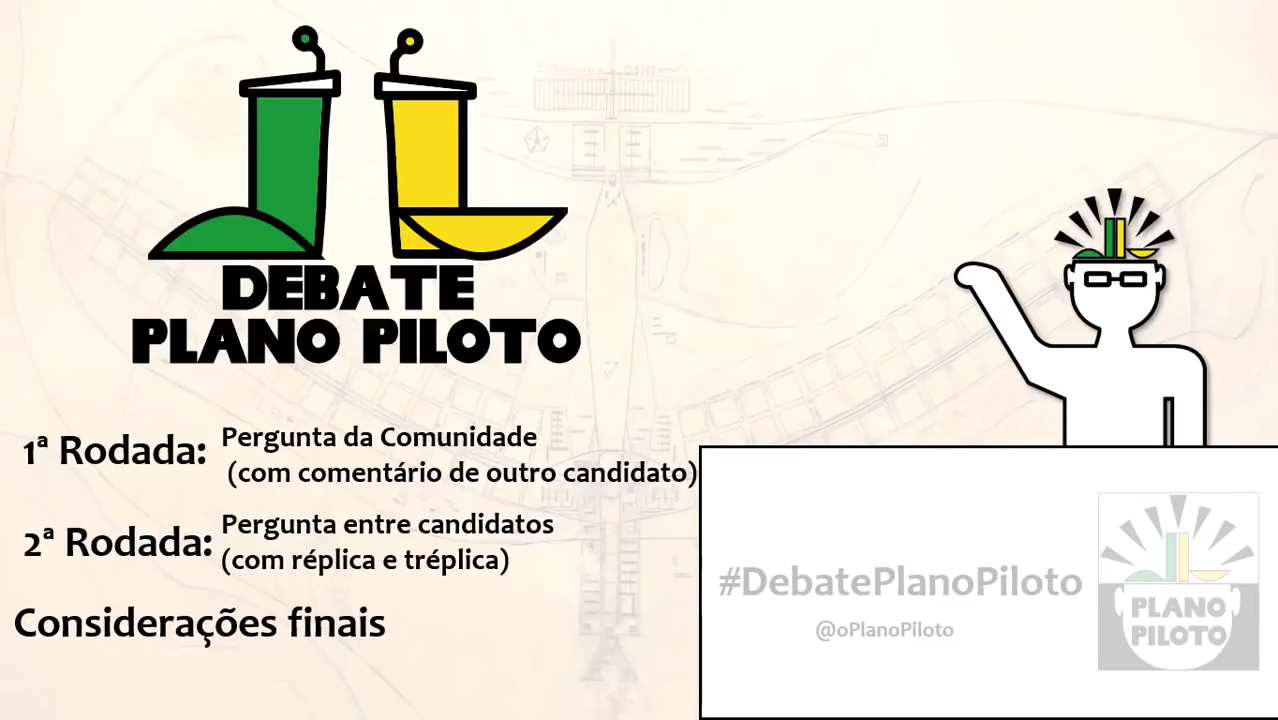 DEBATE
PLANO PILOTO
1ª Rodada:
Pergunta da Comunidade
(com comentário de outro candidato)
2ª Rodada:
Pergunta entre candidatos
(com réplica e tréplica)
Considerações finais
#DebatePlanoPiloto
@oPlanoPiloto
PLANO
PILOTO